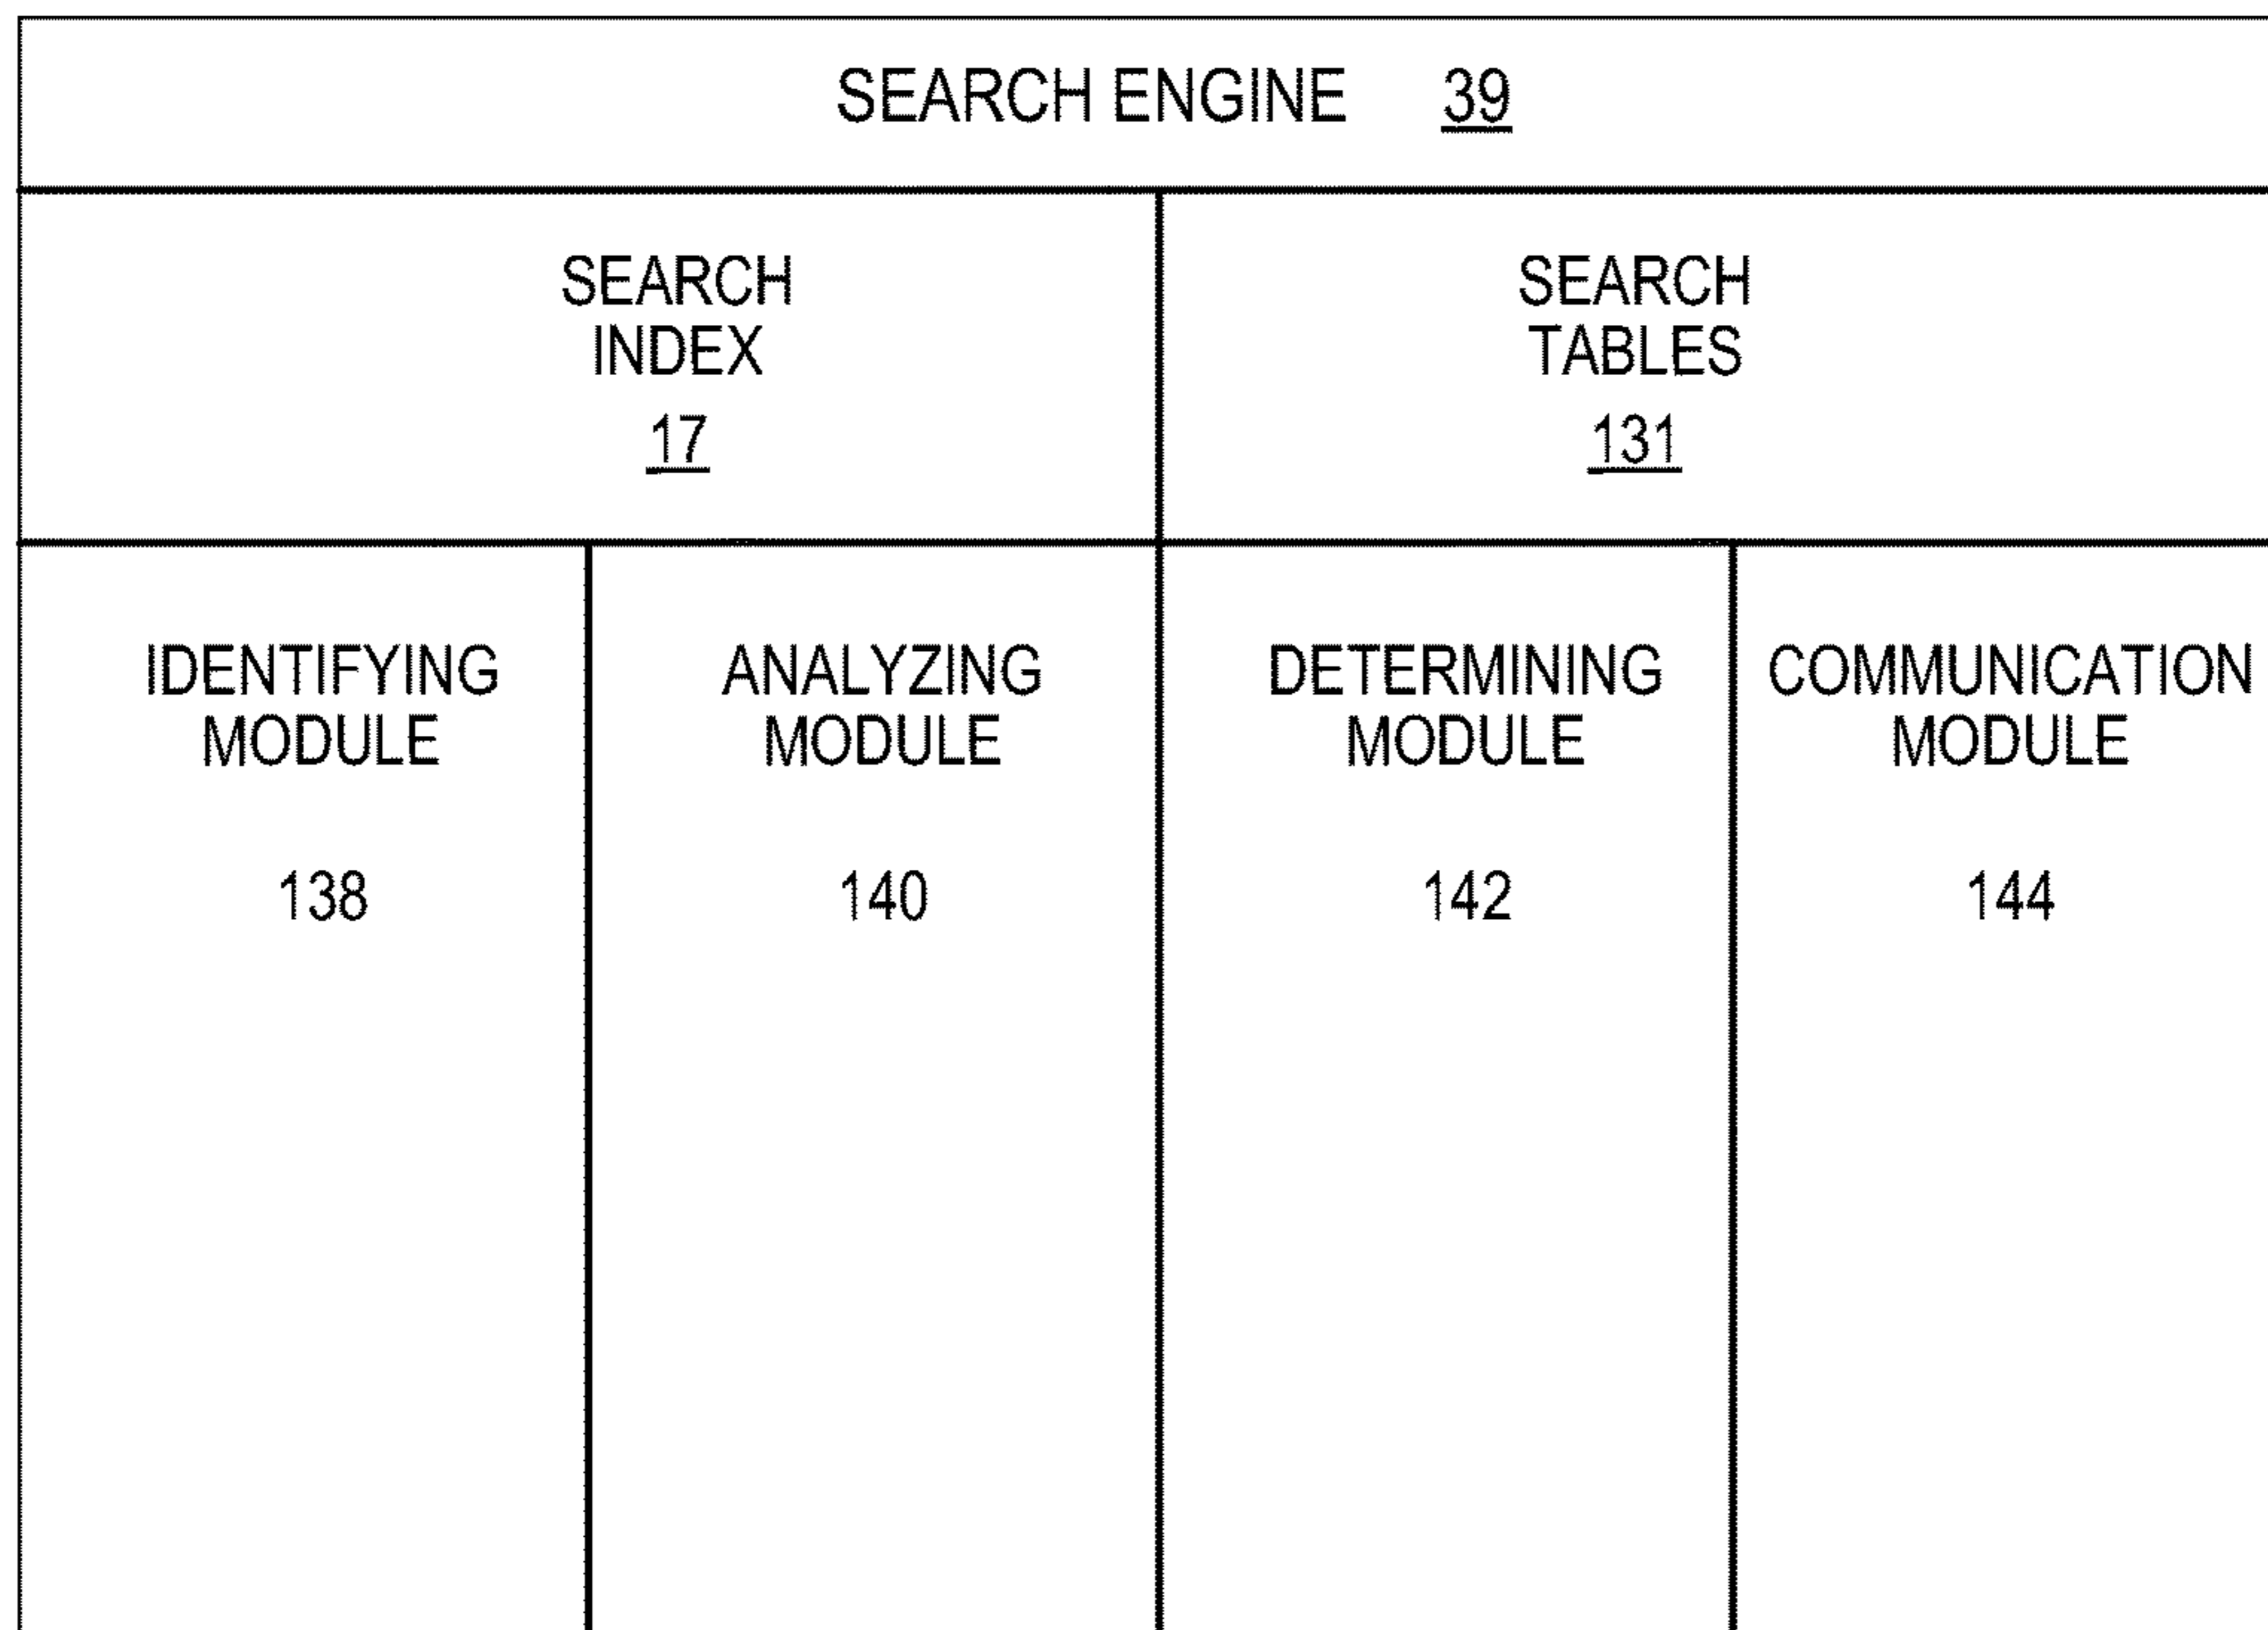 SEARCH ENGINE 39
SEARCH
INDEX
17
SEARCH
TABLES
131
IDENTIFYING
MODULE
138
ANALYZING
MODULE
140
DETERMINING
MODULE
142
COMMUNICATION
MODULE
144